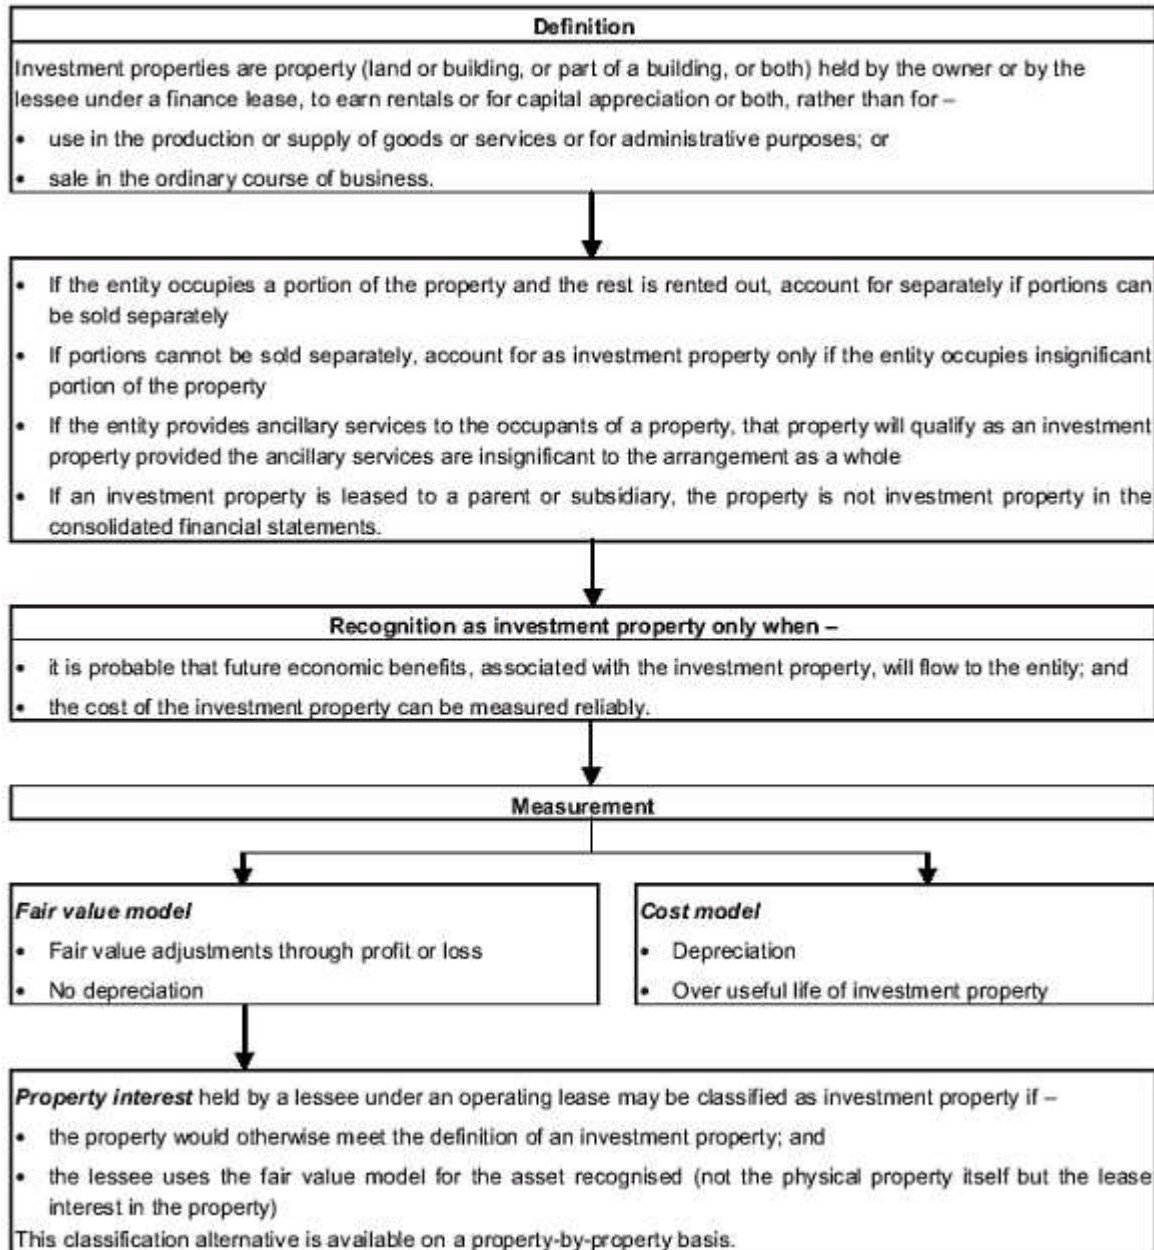 Definition
Investment properties are property (land or building, or part of a building, or both) held by the owner or by the
lessee under a finance lease, to earn rentals or for capital appreciation or both, rather than for –
• use in the production or supply of goods or services or for administrative purposes; or
• sale in the ordinary course of business.
• If the entity occupies a portion of the property and the rest is rented out, account for separately if portions can
be sold separately
• If portions cannot be sold separately, account for as investment property only if the entity occupies insignificant
portion of the property
• If the entity provides ancillary services to the occupants of a property, that property will qualify as an investment
property provided the ancillary services are insignificant to the arrangement as a whole
• If an investment property is leased to a parent or subsidiary, the property is not investment property in the
consolidated financial statements.
Recognition as investment property only when –
• it is probable that future economic benefits, associated with the investment property, will flow to the entity; and
• the cost of the investment property can be measured reliably.
Measurement
Fair value model
• Fair value adjustments through profit or loss
• No depreciation
Cost model
• Depreciation
• Over useful life of investment property
Property interest held by a lessee under an operating lease may be classified as investment property if –
• the property would otherwise meet the definition of an investment property; and
• the lessee uses the fair value model for the asset recognised (not the physical property itself but the lease
interest in the property)
This classification alternative is available on a property-by-property basis.